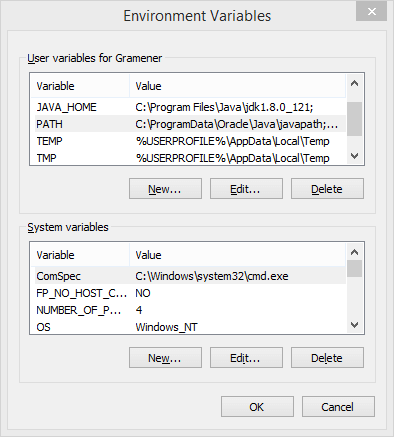 Environment Variables
User variables for Gramener
Variable Value
JAVA_HOME C:\Program Files\Java\jdk1.8.0_121;
PATH C:\ProgramData\Oracle\Java\javapath;...
TEMP %USERPROFILE%\AppData\Local\Temp
TMP %USERPROFILE%\AppData\Local\Temp
New... Edit... Delete
System variables
Variable Value
ComSpec C:\Windows\system32\cmd.exe
FP_NO_HOST_C... NO
NUMBER_OF_P... 4
OS Windows_NT
New... Edit... Delete
OK Cancel